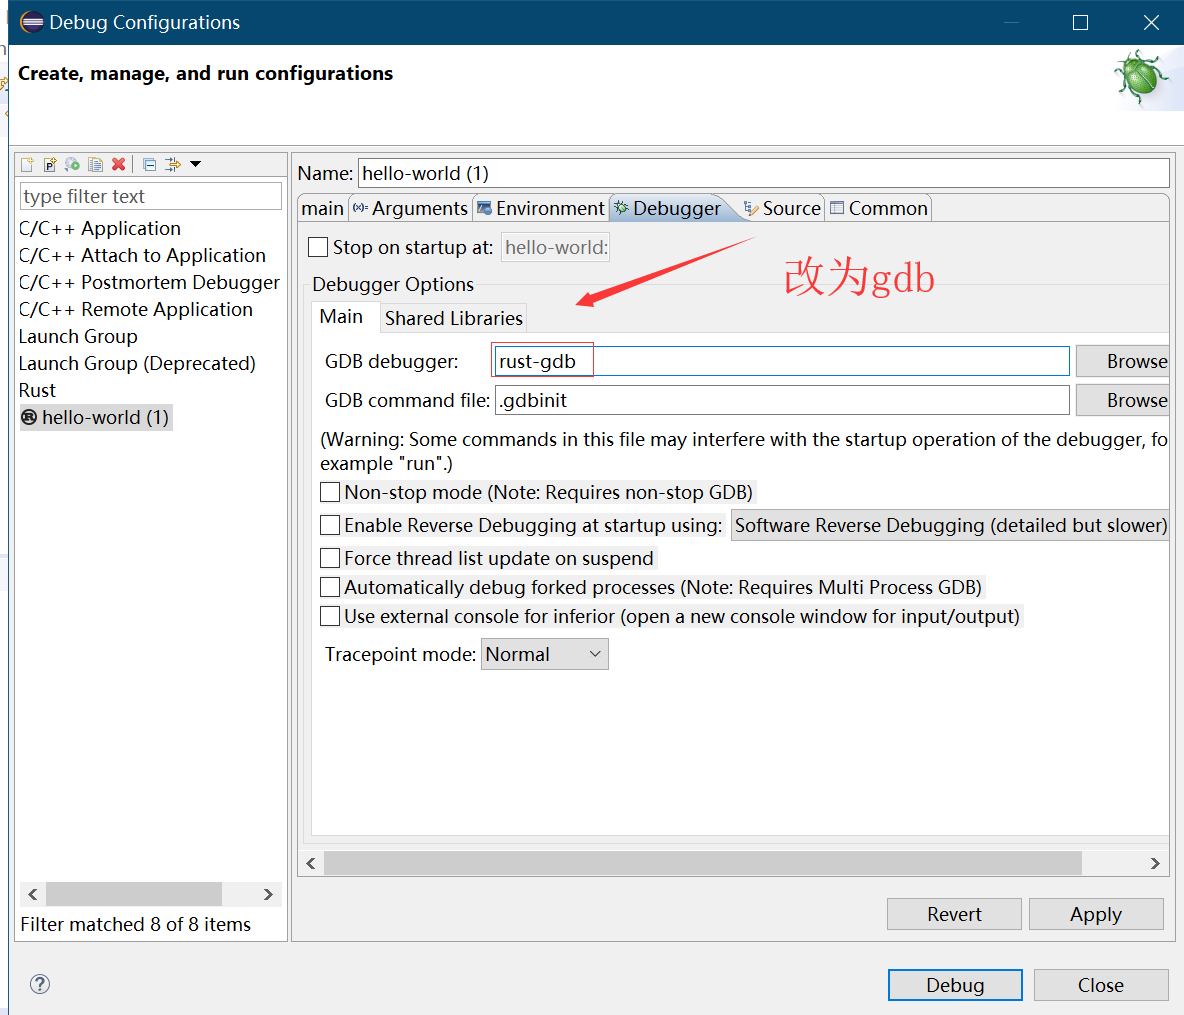 Debug Configurations
Create, manage, and run configurations
type filter text
C/C++ Application
C/C++ Attach to Application
C/C++ Postmortem Debugger
C/C++ Remote Application
Launch Group
Launch Group (Deprecated)
Rust
hello-world (1)
Filter matched 8 of 8 items
Name: hello-world (1)
main Arguments Environment Debugger Source Common
Stop on startup at: hello-world:
改为gdb
Debugger Options
Main Shared Libraries
GDB debugger: rust-gdb Browse
GDB command file: .gdbinit Browse
(Warning: Some commands in this file may interfere with the startup operation of the debugger, fo
example "run".)
Non-stop mode (Note: Requires non-stop GDB)
Enable Reverse Debugging at startup using: Software Reverse Debugging (detailed but slower)
Force thread list update on suspend
Automatically debug forked processes (Note: Requires Multi Process GDB)
Use external console for inferior (open a new console window for input/output)
Tracepoint mode: Normal
Revert Apply
Debug Close